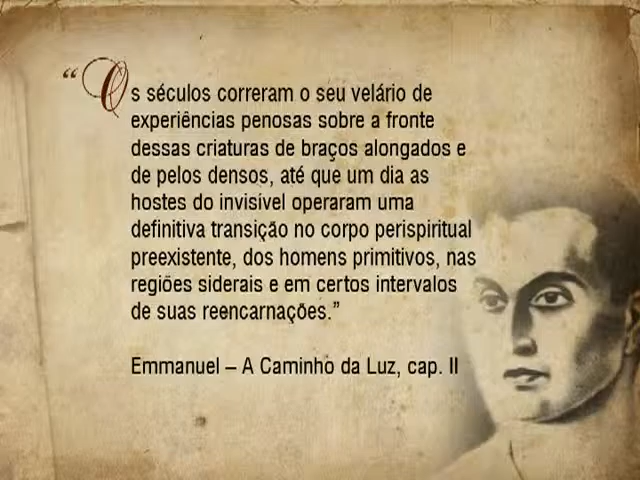 “Os séculos correram o seu velário de
experiências penosas sobre a fronte
dessas criaturas de braços alongados e
de pelos densos, até que um dia as
hostes do invisível operaram uma
definitiva transição no corpo perispiritual
preexistente, dos homens primitivos, nas
regiões siderais e em certos intervalos
de suas reencarnações.”
Emmanuel – A Caminho da Luz, cap. II